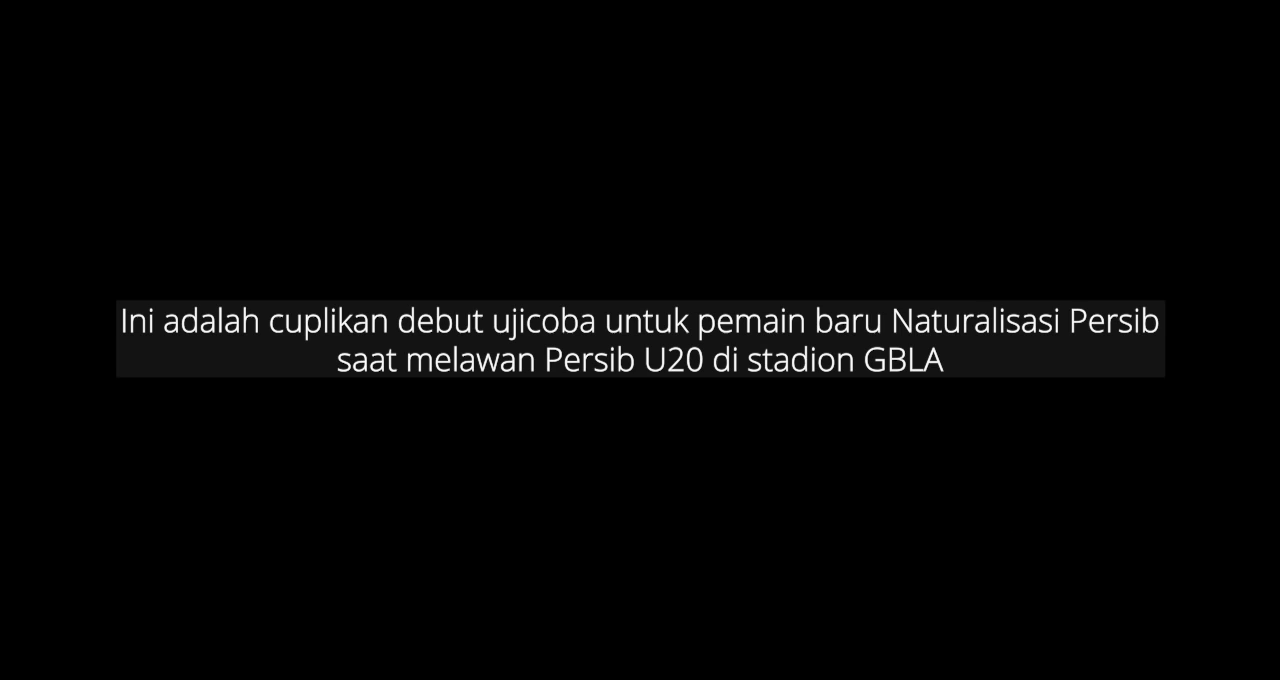 Ini adalah cuplikan debut ujicoba untuk pemain baru Naturalisasi Persib
saat melawan Persib U20 di stadion GBLA